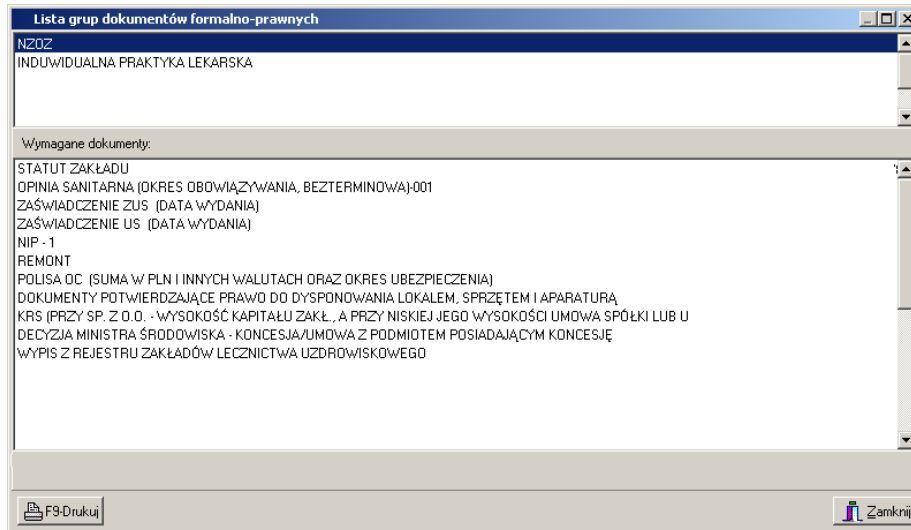 Lista grup dokumentów formalno-prawnych
NZOZ
INDUWIDUALNA PRAKTYKA LEKARSKA
Wymagane dokumenty:
STATUT ZAKŁADU
OPINIA SANITARNA (OKRES OBOWIĄZYWANIA, BEZTERMINOWA)-001
ZAŚWIADCZENIE ZUS (DATA WYDANIA)
ZAŚWIADCZENIE US (DATA WYDANIA)
NIP - 1
REMONT
POLISA OC (SUMA W PLN I INNYCH WALUTACH ORAZ OKRES UBEZPIECZENIA)
DOKUMENTY POTWIERDZAJĄCE PRAWO DO DYSPONOWANIA LOKALEM, SPRZĘTEM I APARATURĄ
KRS (PRZY SP. Z O.O. - WYSOKOŚĆ KAPITAŁU ZAKŁ., A PRZY NISKIEJ JEGO WYSOKOŚCI UMOWA SPÓŁKI LUB U
DECYZJA MINISTRA ŚRODOWISKA - KONCESJA/UMOWA Z PODMIOTEM POSIADAJĄCYM KONCESJĘ
WYPIS Z REJESTRU ZAKŁADÓW LECZNICTWA UZDROWISKOWEGO
F9-Drukuj
Zamknij